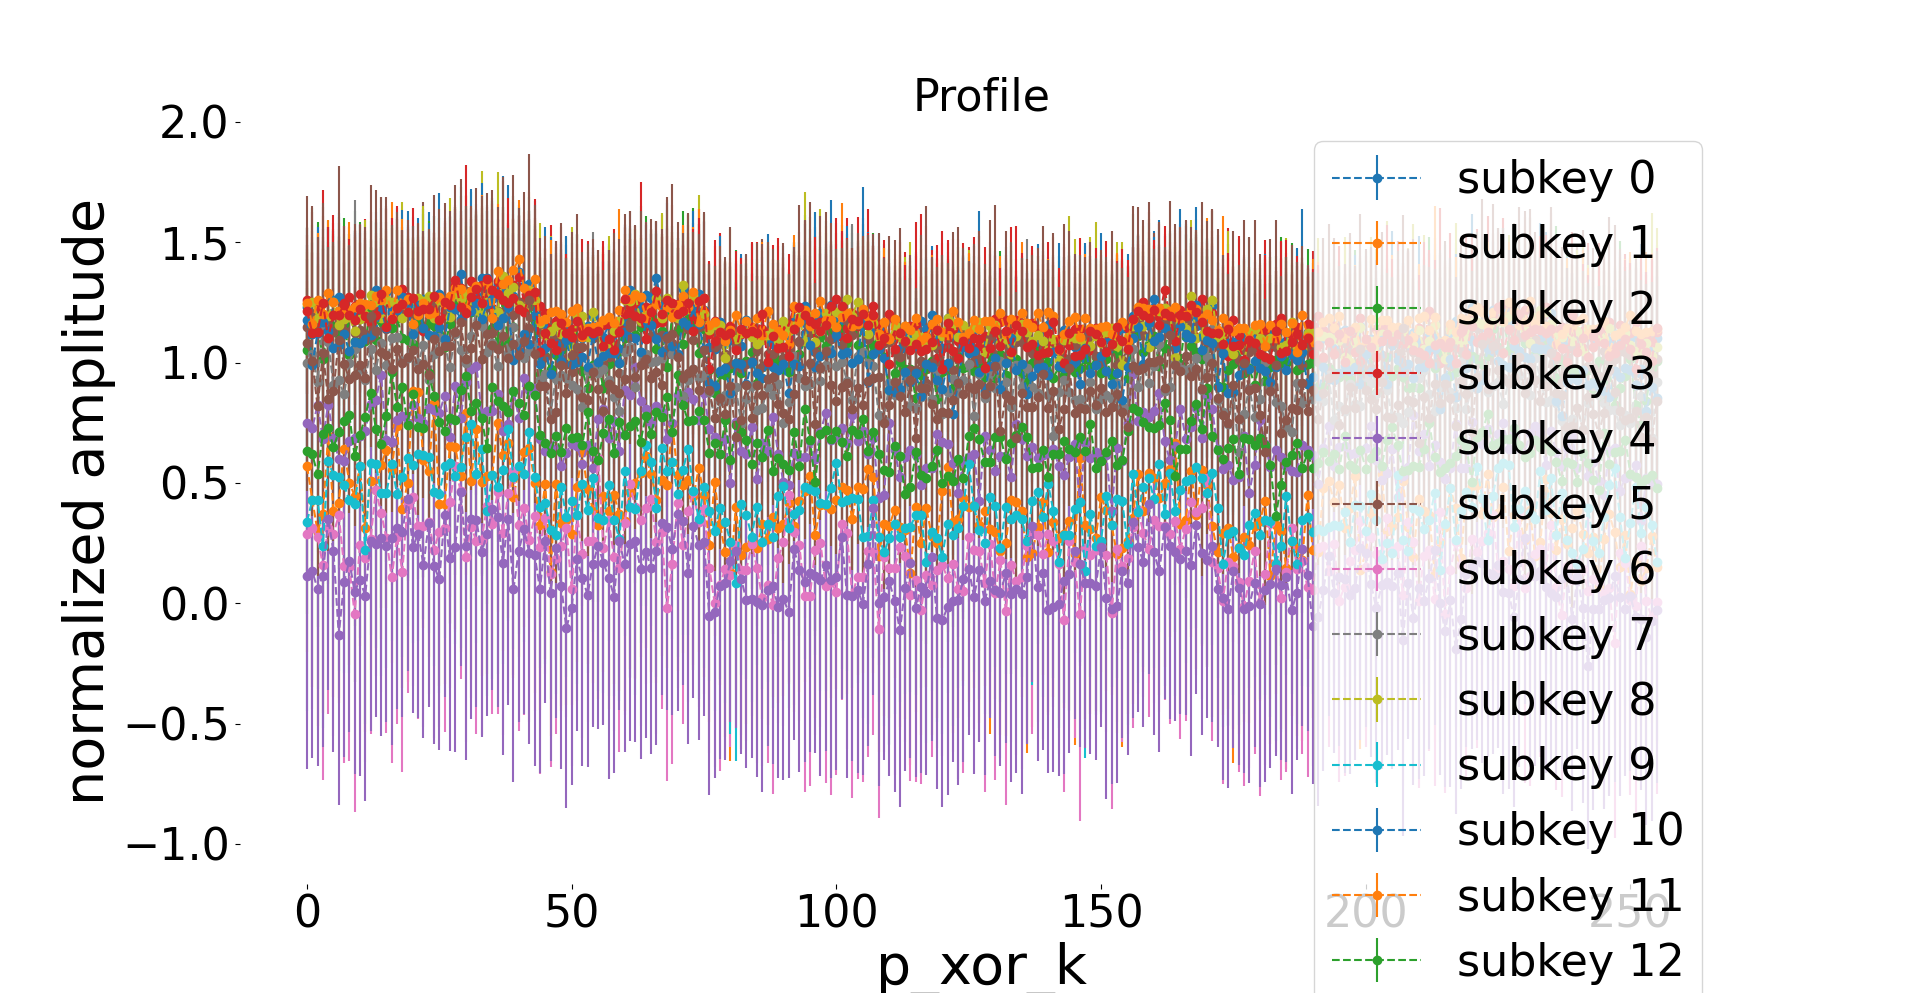 Profile
normalized amplitude
2.0
1.5
1.0
0.5
0.0
−0.5
−1.0
0
50
100
150
200
250
p_xor_k
subkey 0
subkey 1
subkey 2
subkey 3
subkey 4
subkey 5
subkey 6
subkey 7
subkey 8
subkey 9
subkey 10
subkey 11
subkey 12